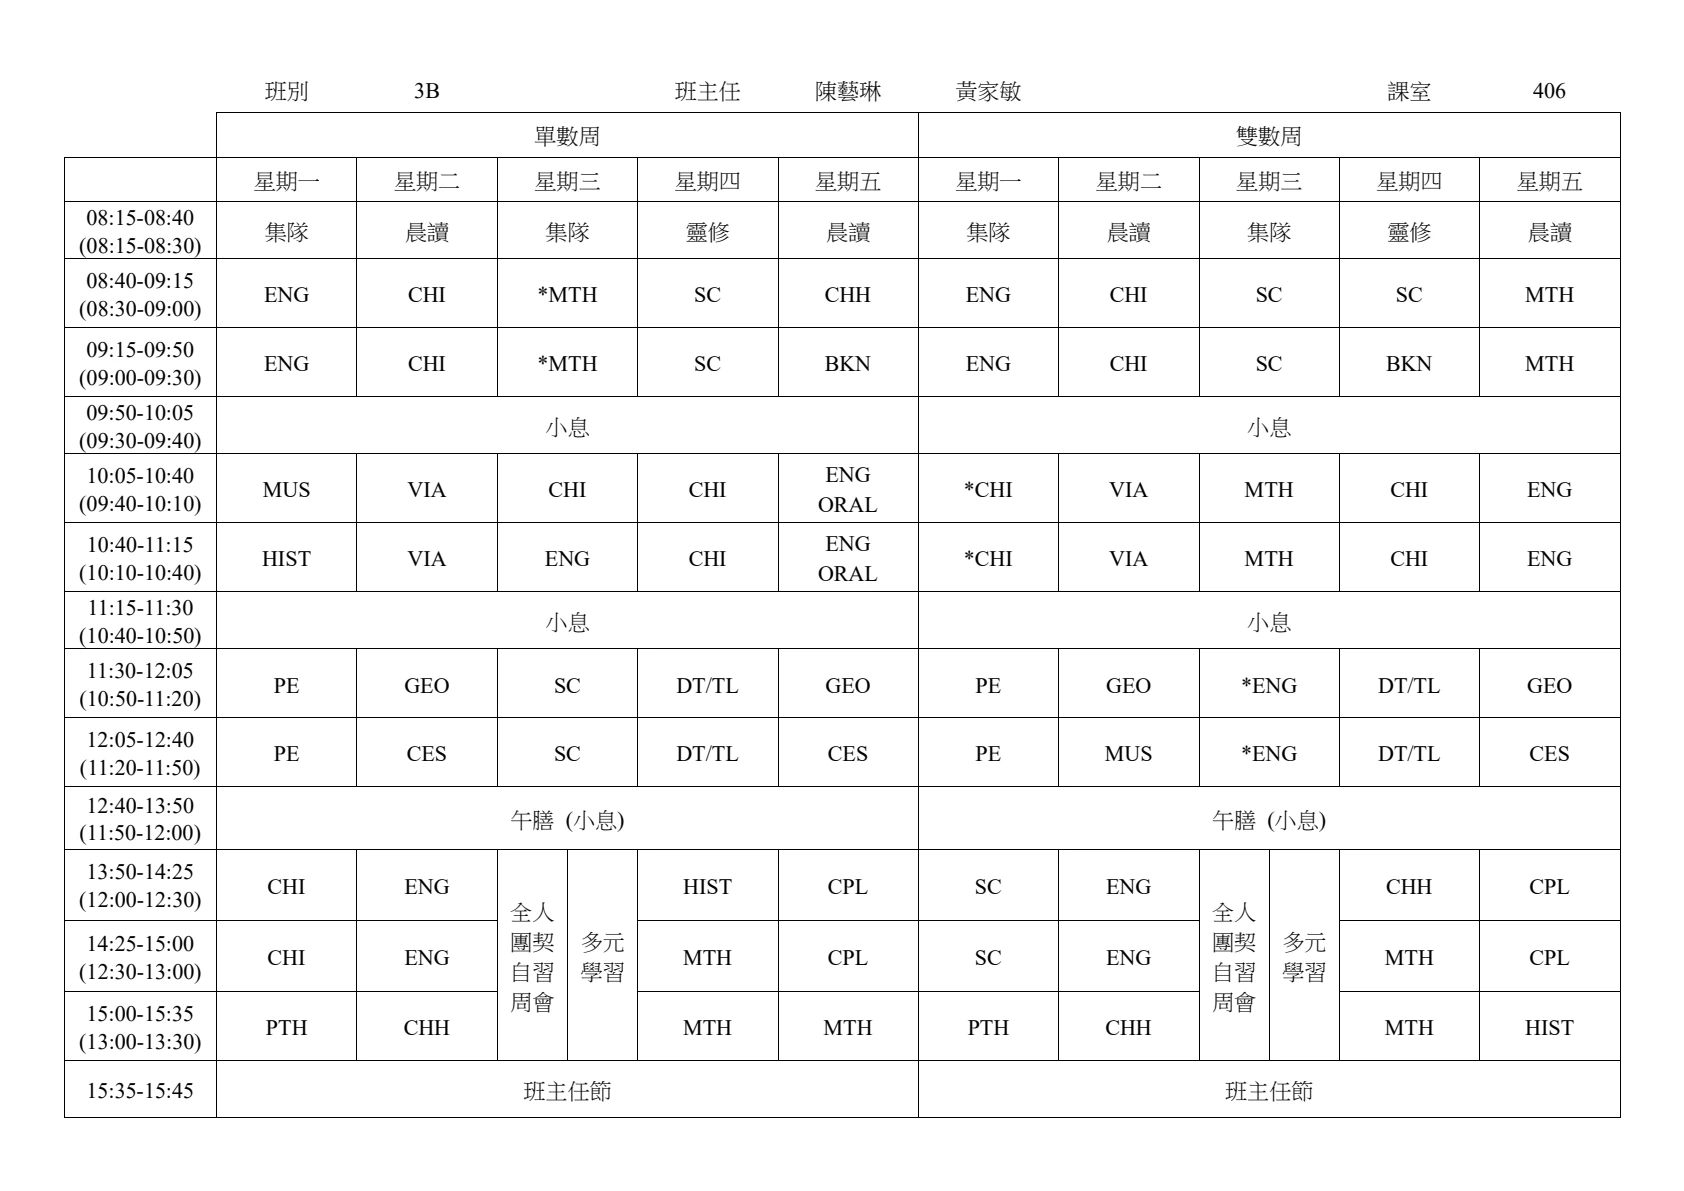 班別 3B 班主任 陳藝琳 黃家敏 課室 406
單數周 雙數周
星期一 星期二 星期三 星期四 星期五 星期一 星期二 星期三 星期四 星期五
08:15-08:40
(08:15-08:30)
集隊 晨讀 集隊 靈修 晨讀 集隊 晨讀 集隊 靈修 晨讀
08:40-09:15
(08:30-09:00)
ENG CHI *MTH SC CHH ENG CHI SC SC MTH
09:15-09:50
(09:00-09:30)
ENG CHI *MTH SC BKN ENG CHI SC BKN MTH
09:50-10:05
(09:30-09:40)
小息 小息
10:05-10:40
(09:40-10:10)
MUS VIA CHI CHI ENG
ORAL
*CHI VIA MTH CHI ENG
10:40-11:15
(10:10-10:40)
HIST VIA ENG CHI ENG
ORAL
*CHI VIA MTH CHI ENG
11:15-11:30
(10:40-10:50)
小息 小息
11:30-12:05
(10:50-11:20)
PE GEO SC DT/TL GEO PE GEO *ENG DT/TL GEO
12:05-12:40
(11:20-11:50)
PE CES SC DT/TL CES PE MUS *ENG DT/TL CES
12:40-13:50
(11:50-12:00)
午膳 (小息) 午膳 (小息)
13:50-14:25
(12:00-12:30)
CHI ENG HIST CPL SC ENG CHH CPL
全人
團契
自習
周會
多元
學習
全人
團契
自習
周會
多元
學習
14:25-15:00
(12:30-13:00)
CHI ENG MTH CPL SC ENG MTH CPL
15:00-15:35
(13:00-13:30)
PTH CHH MTH MTH PTH CHH MTH HIST
15:35-15:45
班主任節 班主任節